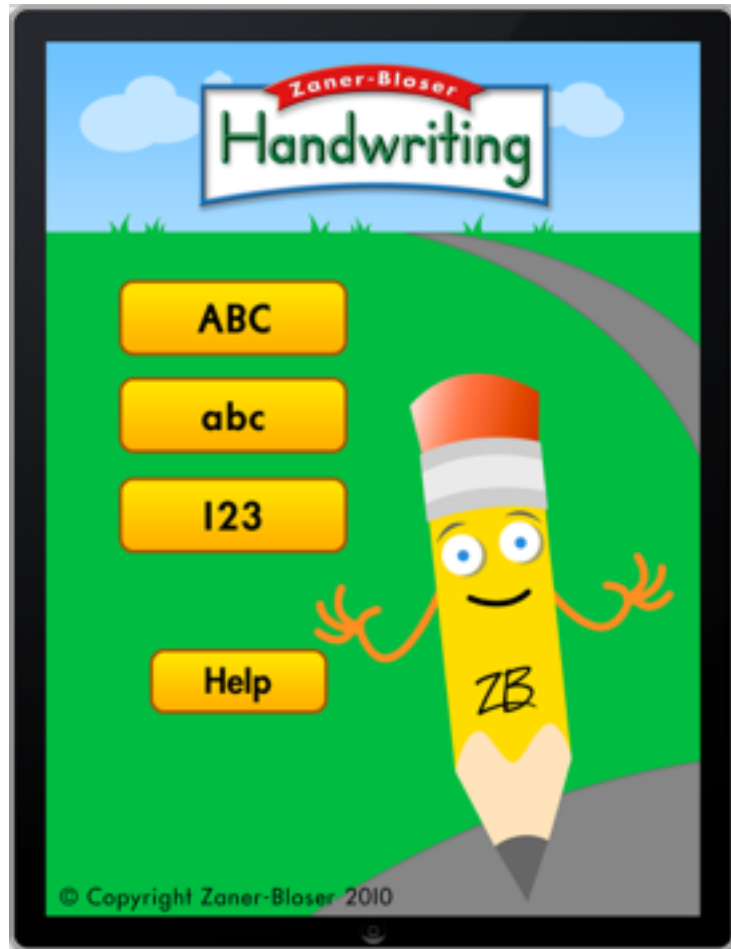 Zaner-Bloser
Handwriting
ABC
abc
123
Help
ZB
© Copyright Zaner-Bloser 2010